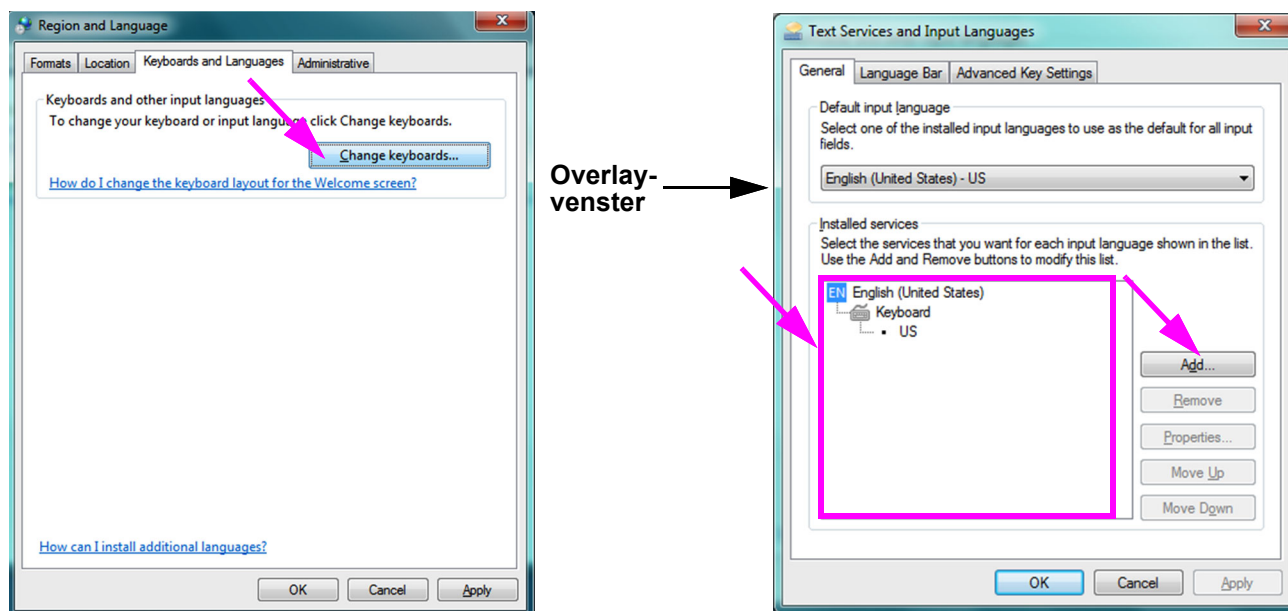 Region and Language
Formats Location Keyboards and Languages Administrative
Keyboards and other input languages
To change your keyboard or input language click Change keyboards.
Change keyboards...
How do I change the keyboard layout for the Welcome screen?
How can I install additional languages?
OK Cancel Apply
Overlay-
venster
Text Services and Input Languages
General Language Bar Advanced Key Settings
Default input language
Select one of the installed input languages to use as the default for all input
fields.
English (United States) - US
Installed services
Select the services that you want for each input language shown in the list.
Use the Add and Remove buttons to modify this list.
EN English (United States)
Keyboard
US
Add...
Remove
Properties...
Move Up
Move Down
OK Cancel Apply